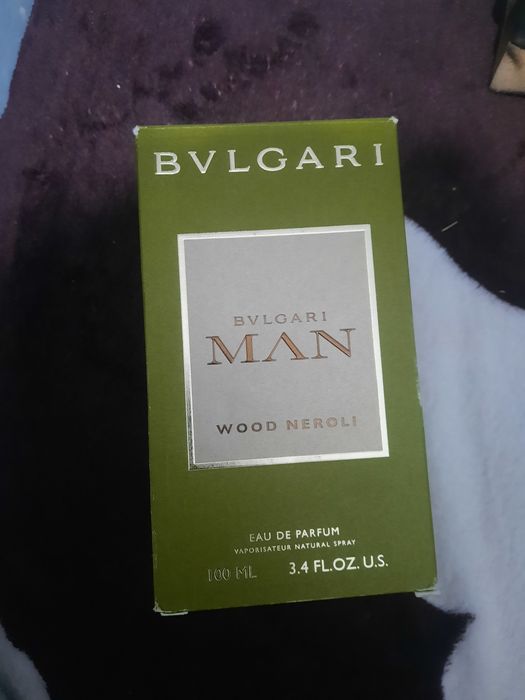 BVLGARI
BVLGARI
MAN
WOOD NEROLI
EAU DE PARFUM
VAPORISATEUR NATURAL SPRAY
100 ML 3.4 FL.OZ. U.S.